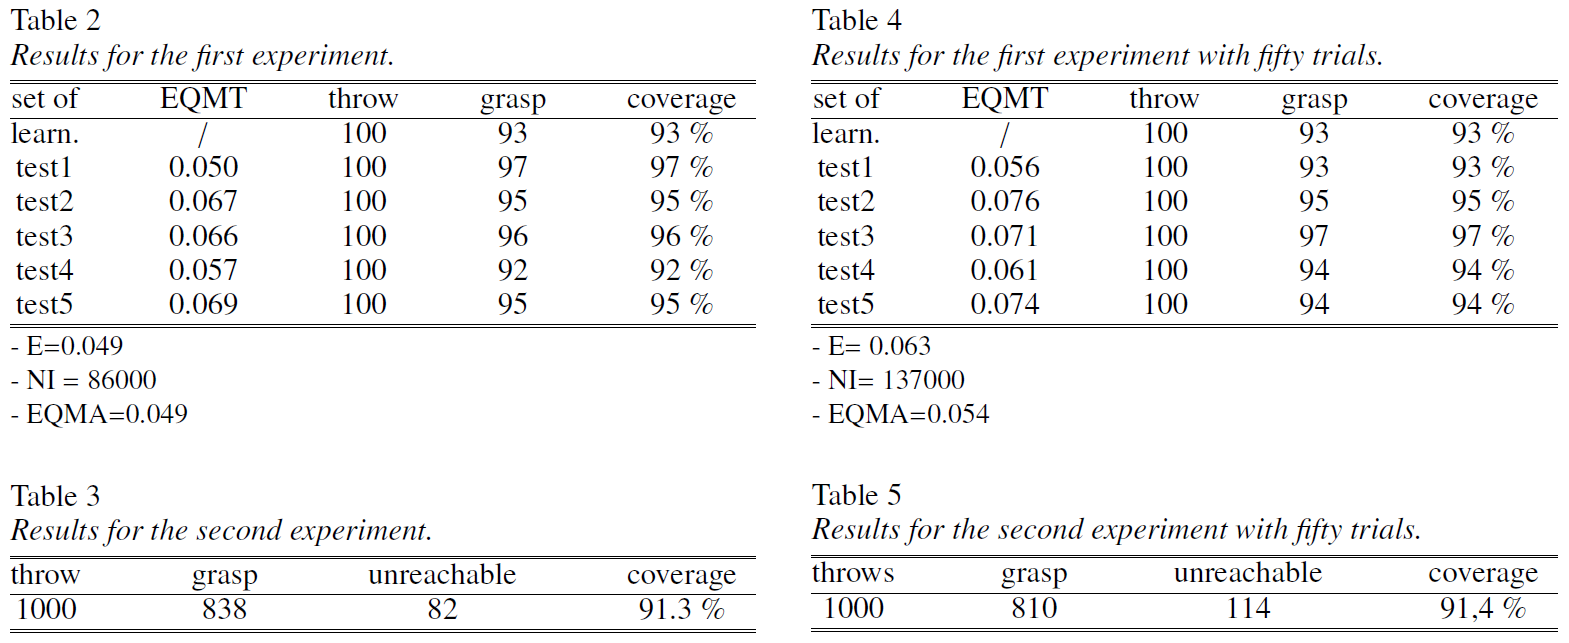 Table 2
Results for the first experiment.
set of EQMT throw grasp coverage
learn. / 100 93 93 %
test1 0.050 100 97 97 %
test2 0.067 100 95 95 %
test3 0.066 100 96 96 %
test4 0.057 100 92 92 %
test5 0.069 100 95 95 %
- E=0.049
- NI = 86000
- EQMA=0.049
Table 3
Results for the second experiment.
throw grasp unreachable coverage
1000 838 82 91.3 %
Table 4
Results for the first experiment with fifty trials.
set of EQMT throw grasp coverage
learn. / 100 93 93 %
test1 0.056 100 93 93 %
test2 0.076 100 95 95 %
test3 0.071 100 97 97 %
test4 0.061 100 94 94 %
test5 0.074 100 94 94 %
- E= 0.063
- NI= 137000
- EQMA=0.054
Table 5
Results for the second experiment with fifty trials.
throws grasp unreachable coverage
1000 810 114 91,4 %